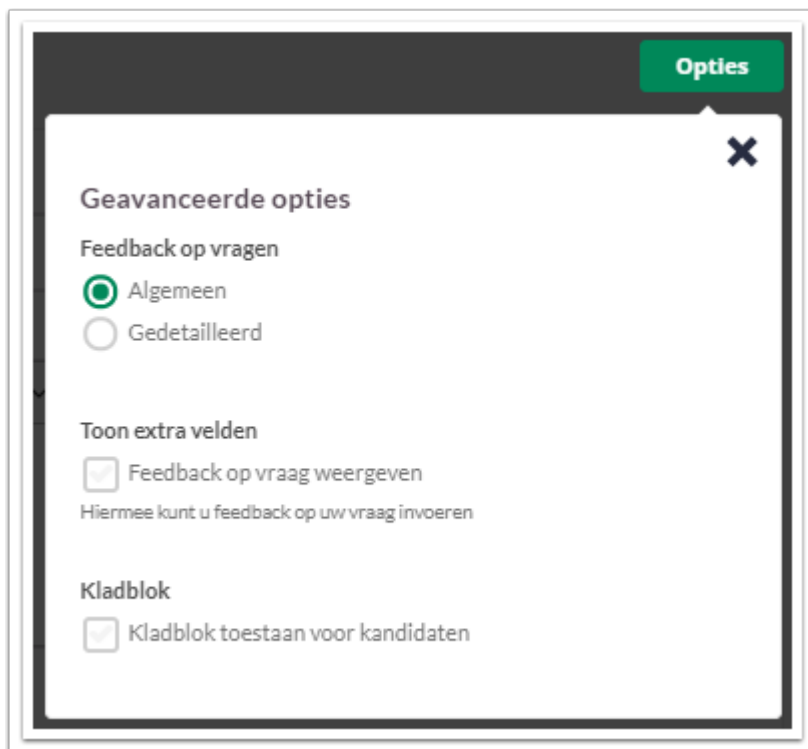 Opties
Geavanceerde opties
Feedback op vragen
Algemeen
Gedetailleerd
Toon extra velden
Feedback op vraag weergeven
Hiermee kunt u feedback op uw vraag invoeren
Kladblok
Kladblok toestaan voor kandidaten